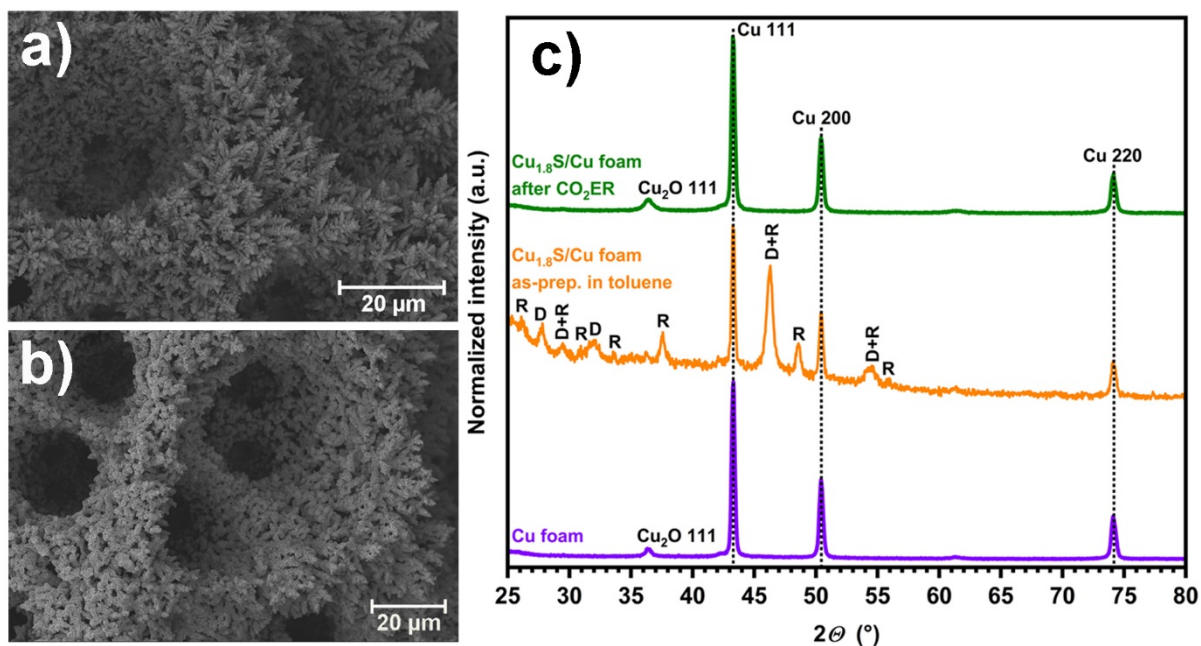 a)
20 µm
b)
20 µm
c)
Cu 111
Cu 200
Cu 220
Cu₁.₈S/Cu foam
after CO₂ER
Cu₂O 111
Cu₁.₈S/Cu foam
as-prep. in toluene
R
D
D+R
R
D
R
R
D+R
R
D+R
R
Cu foam
Cu₂O 111
Normalized intensity (a.u.)
25 30 35 40 45 50 55 60 65 70 75 80
2Θ (°)